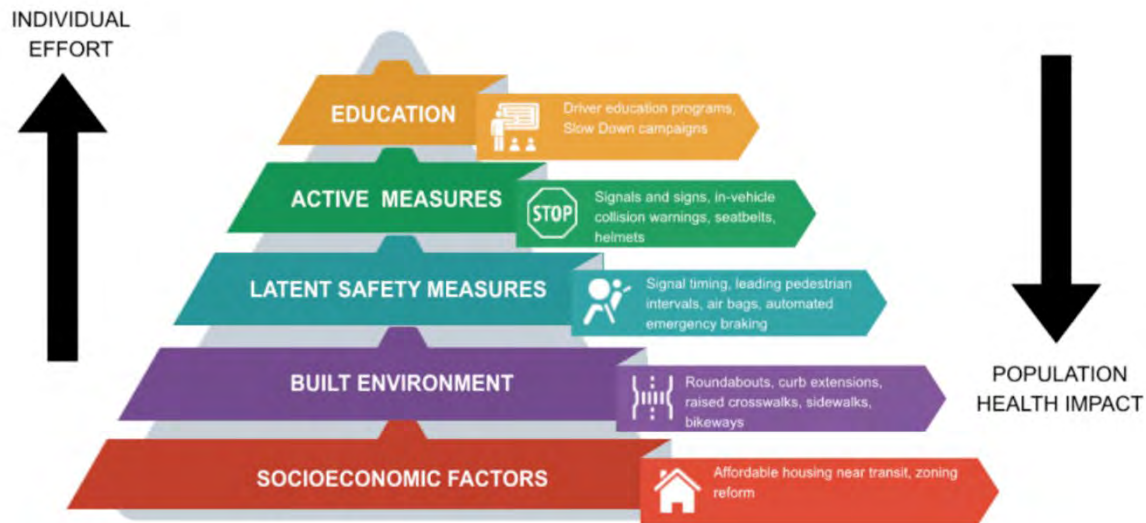 INDIVIDUAL
EFFORT
EDUCATION
Driver education programs,
Slow Down campaigns
ACTIVE MEASURES
STOP
Signals and signs, in-vehicle
collision warnings, seatbelts,
helmets
LATENT SAFETY MEASURES
Signal timing, leading pedestrian
intervals, air bags, automated
emergency braking
BUILT ENVIRONMENT
Roundabouts, curb extensions,
raised crosswalks, sidewalks,
bikeways
POPULATION
HEALTH IMPACT
SOCIOECONOMIC FACTORS
Affordable housing near transit, zoning
reform